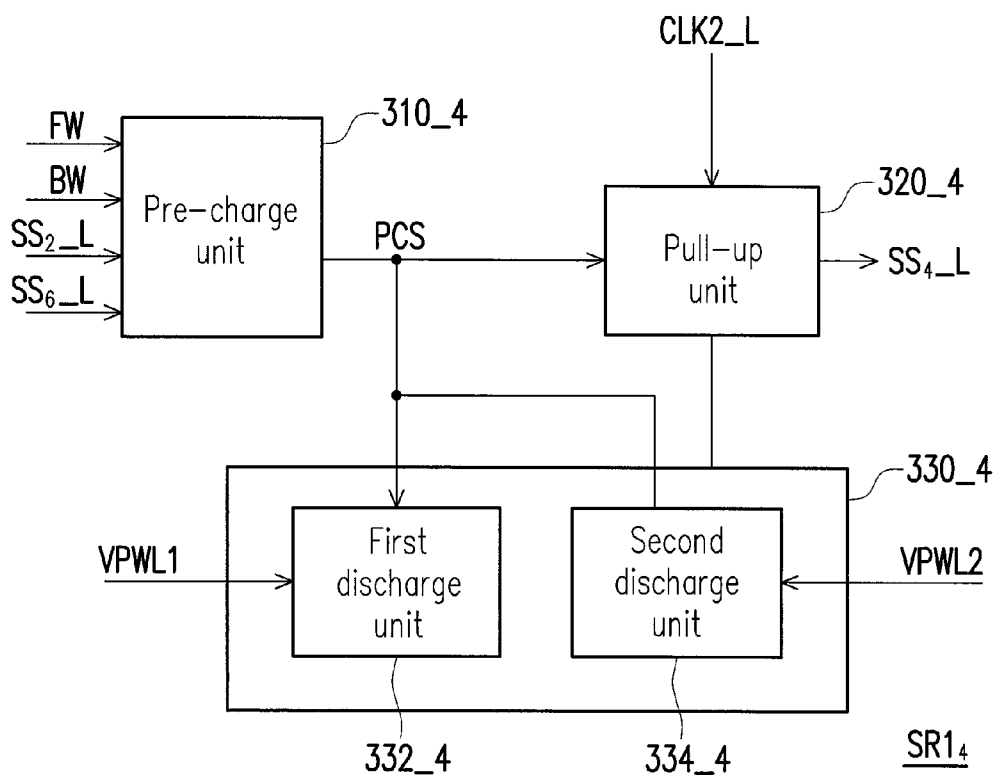 CLK2_L
310_4
FW
BW
SS₂_L
SS₆_L
Pre-charge
unit
PCS
320_4
Pull-up
unit
SS₄_L
330_4
VPWL1
First
discharge
unit
Second
discharge
unit
VPWL2
332_4
334_4
SR1₄